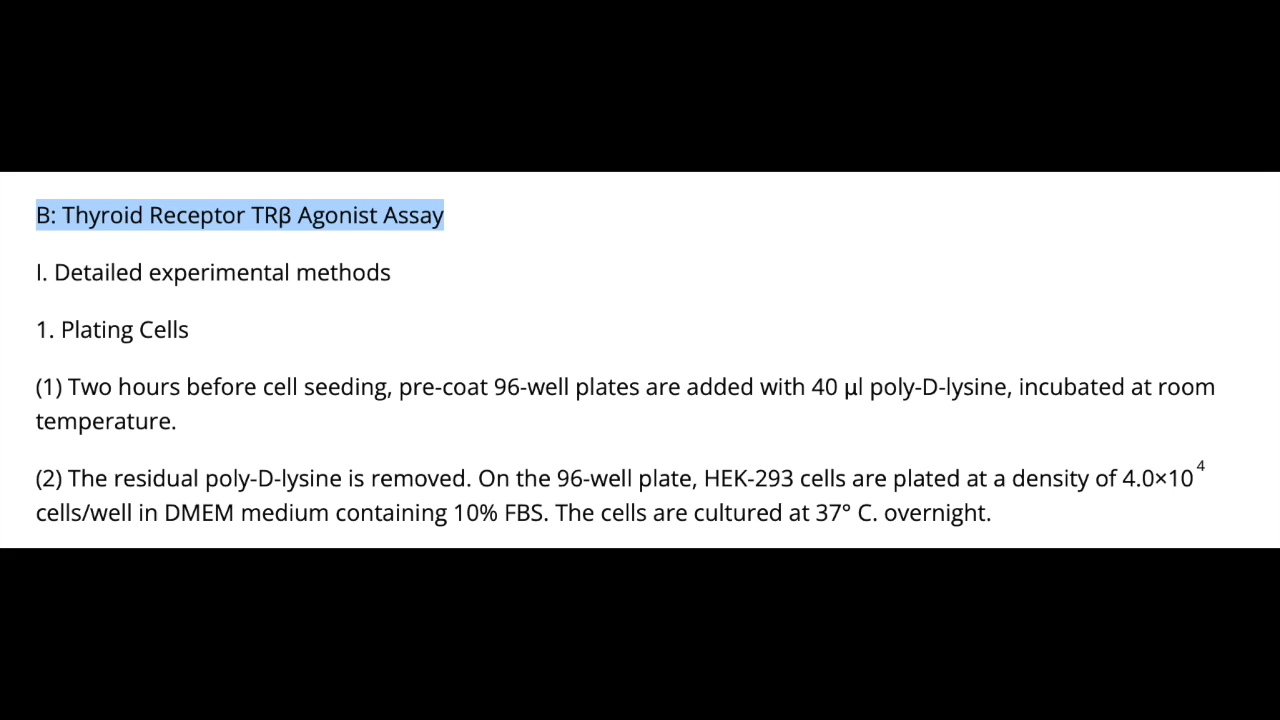 B: Thyroid Receptor TRβ Agonist Assay
I. Detailed experimental methods
1. Plating Cells
(1) Two hours before cell seeding, pre-coat 96-well plates are added with 40 μl poly-D-lysine, incubated at room
temperature.
(2) The residual poly-D-lysine is removed. On the 96-well plate, HEK-293 cells are plated at a density of 4.0×10⁴
cells/well in DMEM medium containing 10% FBS. The cells are cultured at 37° C. overnight.